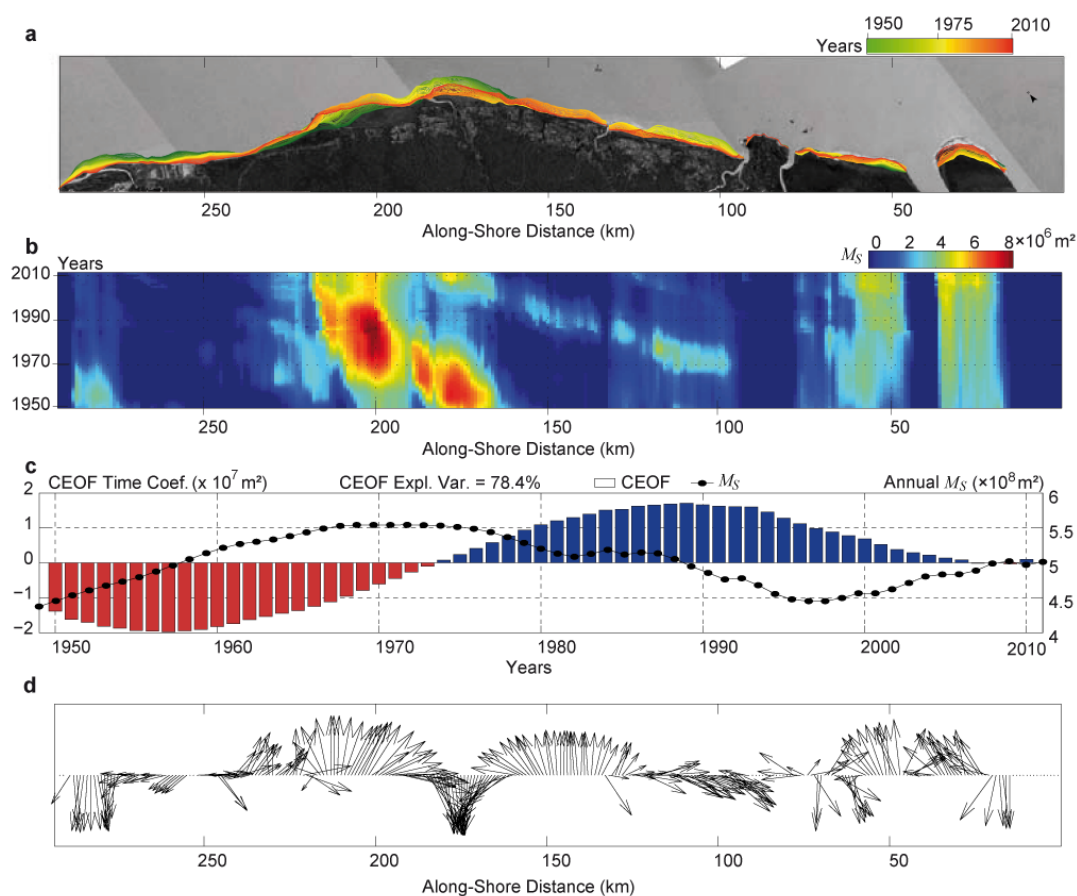 a
1950 1975 2010
Years
250 200 150 100 50
Along-Shore Distance (km)
b
Years
M_S 0 2 4 6 8×10⁶ m²
2010
1990
1970
1950
250 200 150 100 50
Along-Shore Distance (km)
c
CEOF Time Coef. (x 10⁷ m²) CEOF Expl. Var. = 78.4% CEOF M_S Annual M_S (×10⁸ m²)
2 6
1 5.5
0 5
−1 4.5
−2 4
1950 1960 1970 1980 1990 2000 2010
Years
d
250 200 150 100 50
Along-Shore Distance (km)